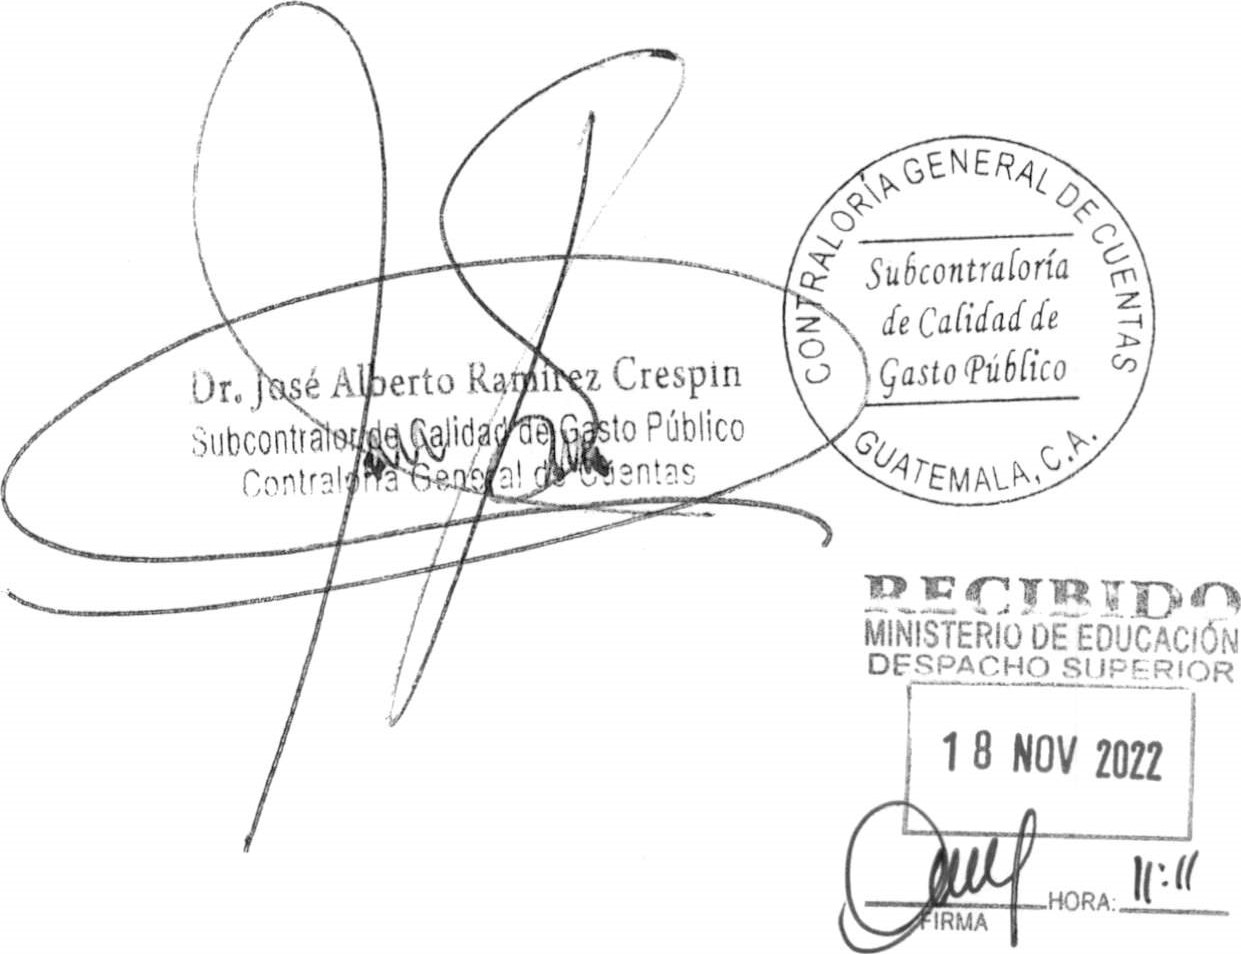 Dr. José Alberto Ramírez Crespin
Subcontralor de Calidad de Gasto Público
Contraloría General de Cuentas
CONTRALORÍA GENERAL DE CUENTAS
Subcontraloría
de Calidad de
Gasto Público
GUATEMALA, C.A.
RECIBIDO
MINISTERIO DE EDUCACIÓN
DESPACHO SUPERIOR
18 NOV 2022
HORA: 11:11
FIRMA